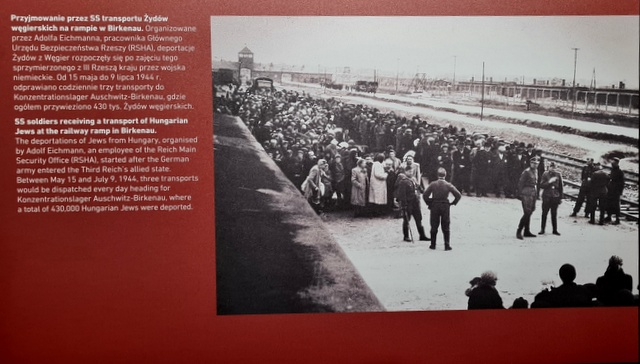 Przyjmowanie przez SS transportu Żydów
węgierskich na rampie w Birkenau. Organizowane
przez Adolfa Eichmanna, pracownika Głównego
Urzędu Bezpieczeństwa Rzeszy (RSHA), deportacje
Żydów z Węgier rozpoczęły się po zajęciu tego
sprzymierzonego z III Rzeszą kraju przez wojska
niemieckie. Od 15 maja do 9 lipca 1944 r.
odprawiano codziennie trzy transporty do
Konzentrationslager Auschwitz-Birkenau, gdzie
ogółem przywieziono 430 tys. Żydów węgierskich.
SS soldiers receiving a transport of Hungarian
Jews at the railway ramp in Birkenau.
The deportations of Jews from Hungary, organised
by Adolf Eichmann, an employee of the Reich Main
Security Office (RSHA), started after the German
army entered the Third Reich's allied state.
Between May 15 and July 9, 1944, three transports
would be dispatched every day heading for
Konzentrationslager Auschwitz-Birkenau, where
a total of 430,000 Hungarian Jews were deported.